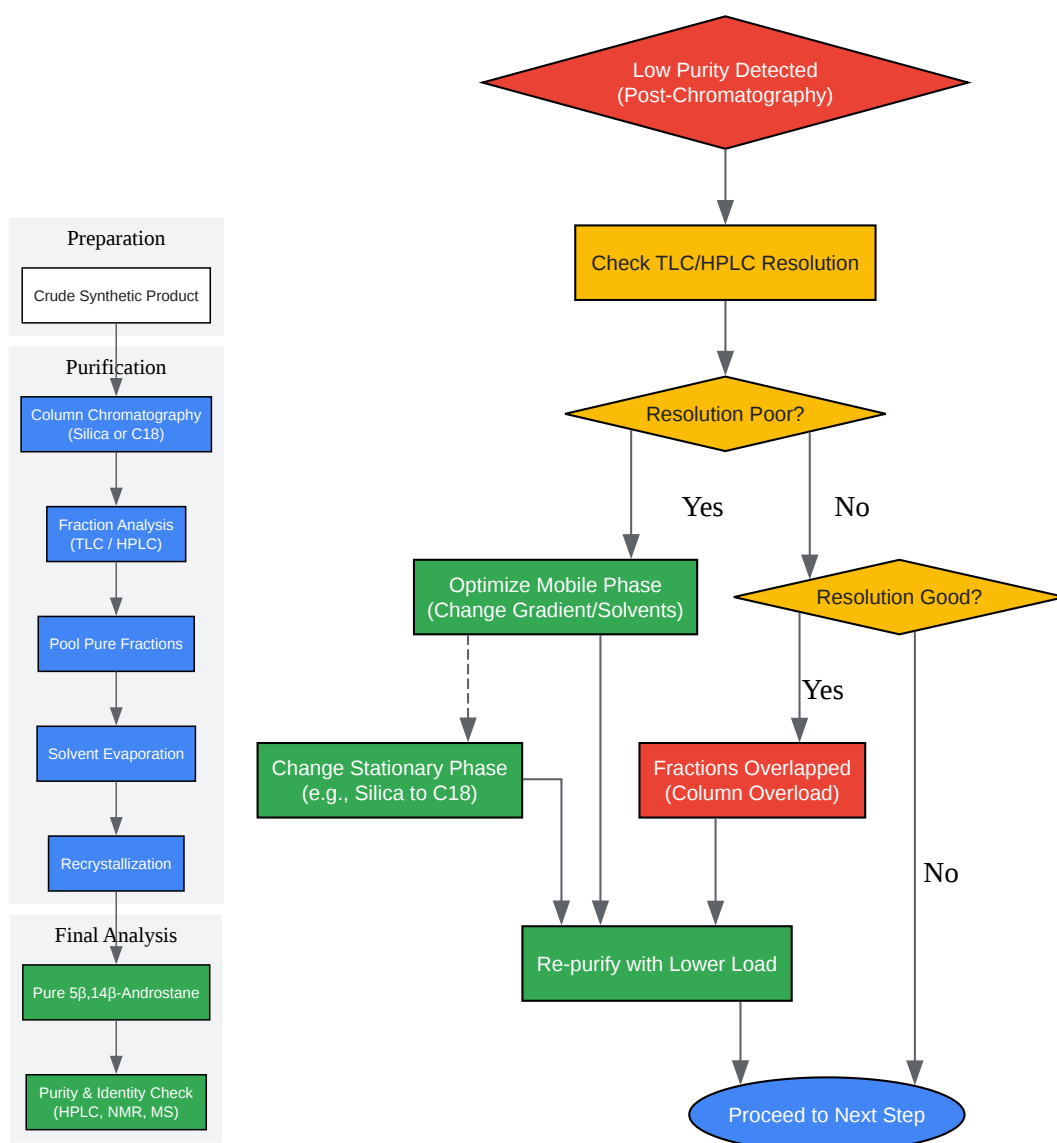 Preparation
Crude Synthetic Product
Purification
Column Chromatography
(Silica or C18)
Fraction Analysis
(TLC / HPLC)
Pool Pure Fractions
Solvent Evaporation
Recrystallization
Final Analysis
Pure 5β,14β-Androstane
Purity & Identity Check
(HPLC, NMR, MS)
Low Purity Detected
(Post-Chromatography)
Check TLC/HPLC Resolution
Resolution Poor?
Yes
No
Optimize Mobile Phase
(Change Gradient/Solvents)
Resolution Good?
Yes
Change Stationary Phase
(e.g., Silica to C18)
Fractions Overlapped
(Column Overload)
No
Re-purify with Lower Load
Proceed to Next Step